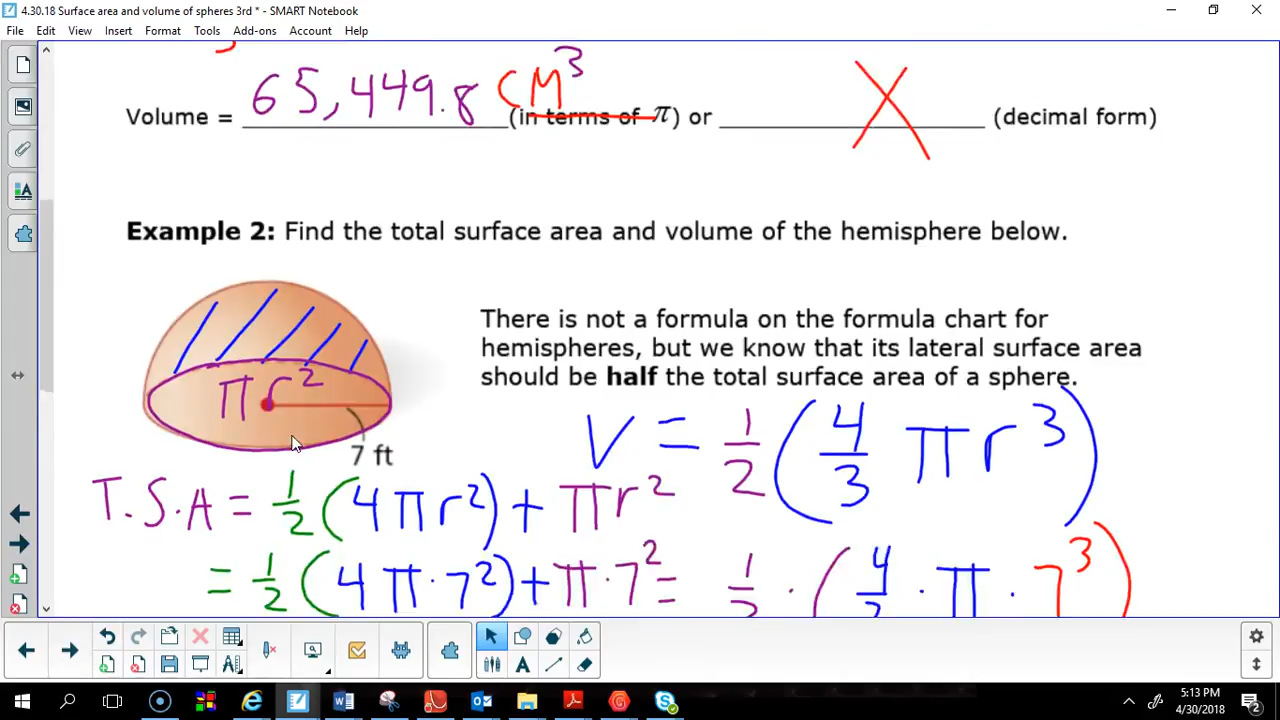 4.30.18 Surface area and volume of spheres 3rd * - SMART Notebook
File Edit View Insert Format Tools Add-ons Account Help
65,449.8 CM³
Volume = (in terms of π) or (decimal form)
Example 2: Find the total surface area and volume of the hemisphere below.
There is not a formula on the formula chart for
hemispheres, but we know that its lateral surface area
should be half the total surface area of a sphere.
πr²
7 ft
V = 1/2 (4/3 πr³)
T.S.A = 1/2 (4πr²) + πr²
= 1/2 (4π·7²) + π·7² = 1/2 · (4/3 · π · 7³)
5:13 PM
4/30/2018
2